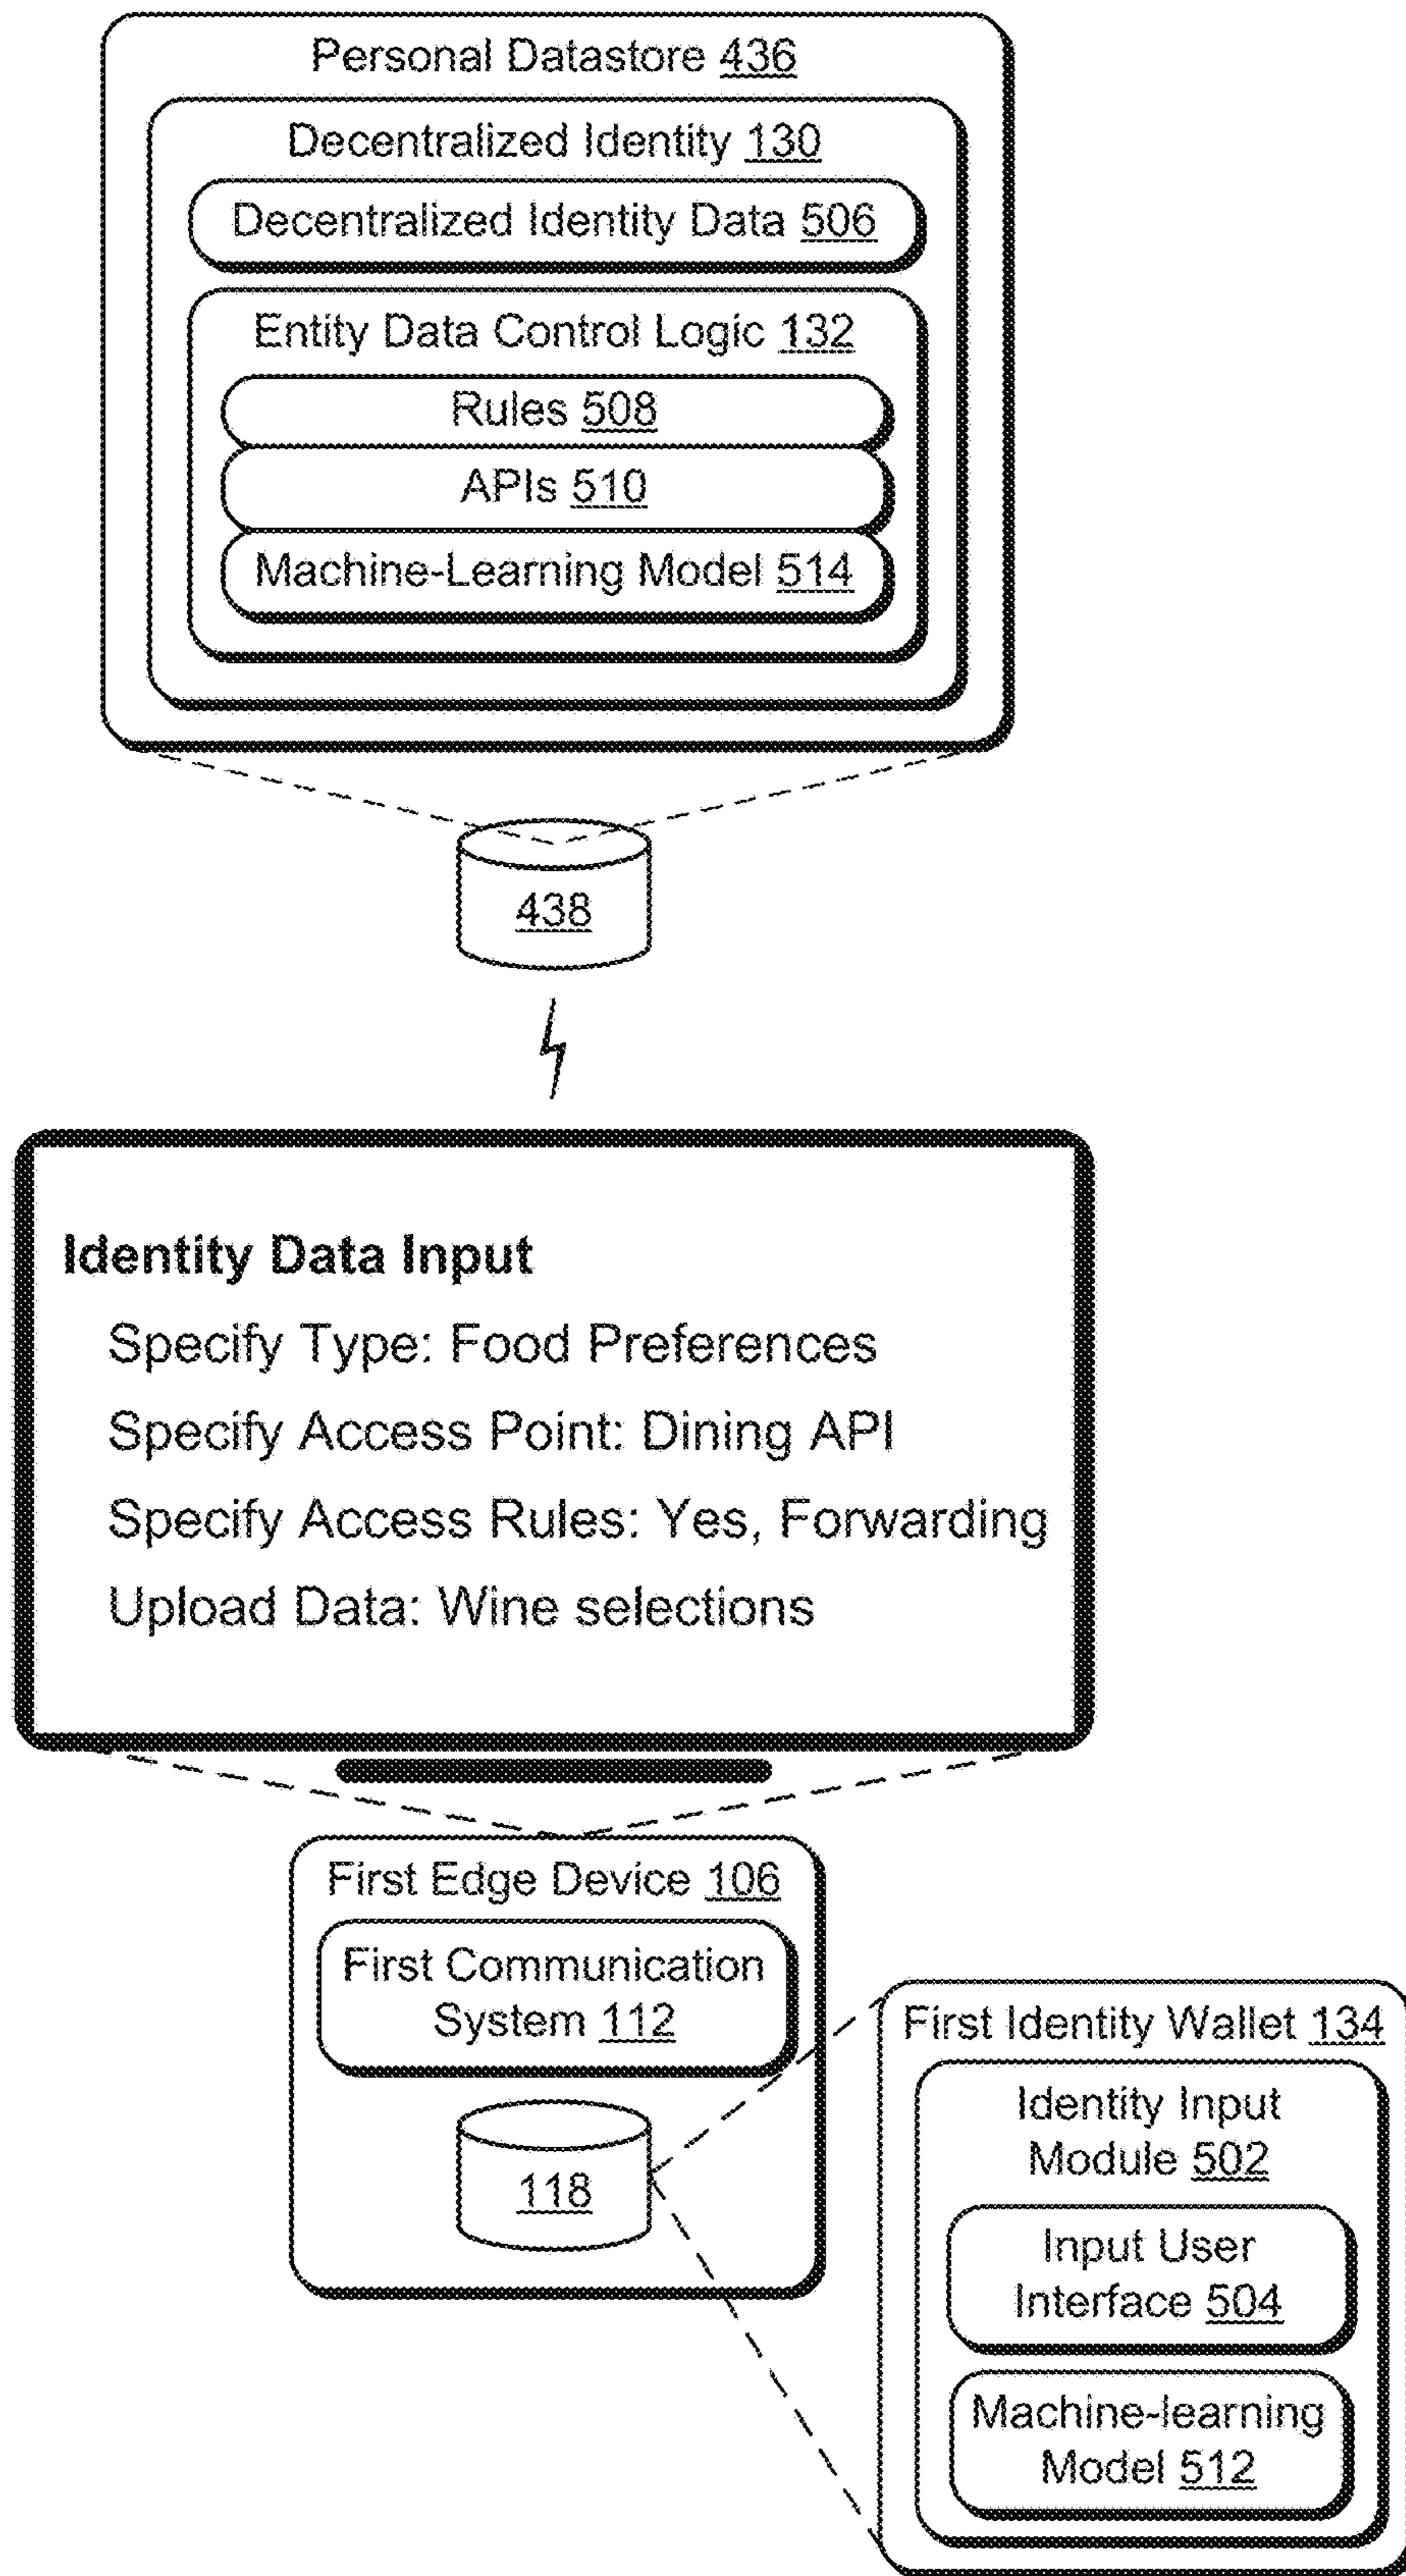 Personal Datastore 436
Decentralized Identity 130
Decentralized Identity Data 506
Entity Data Control Logic 132
Rules 508
APIs 510
Machine-Learning Model 514
438
Identity Data Input
Specify Type: Food Preferences
Specify Access Point: Dining API
Specify Access Rules: Yes, Forwarding
Upload Data: Wine selections
First Edge Device 106
First Communication
System 112
118
First Identity Wallet 134
Identity Input
Module 502
Input User
Interface 504
Machine-learning
Model 512